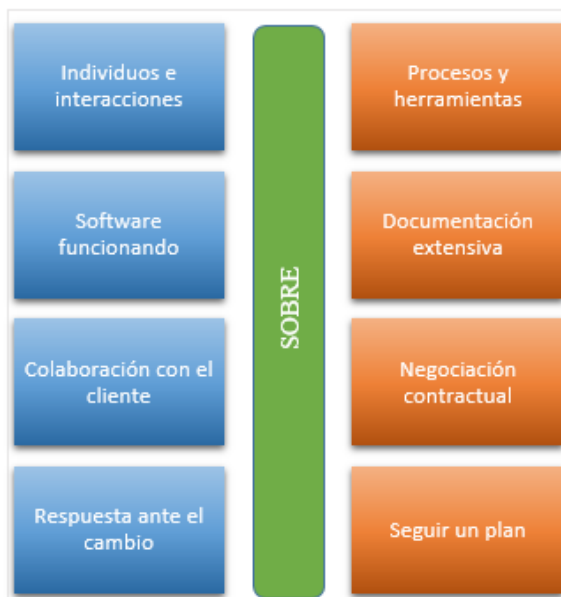 Individuos e
interacciones
SOBRE
Procesos y
herramientas
Software
funcionando
Documentación
extensiva
Colaboración con el
cliente
Negociación
contractual
Respuesta ante el
cambio
Seguir un plan